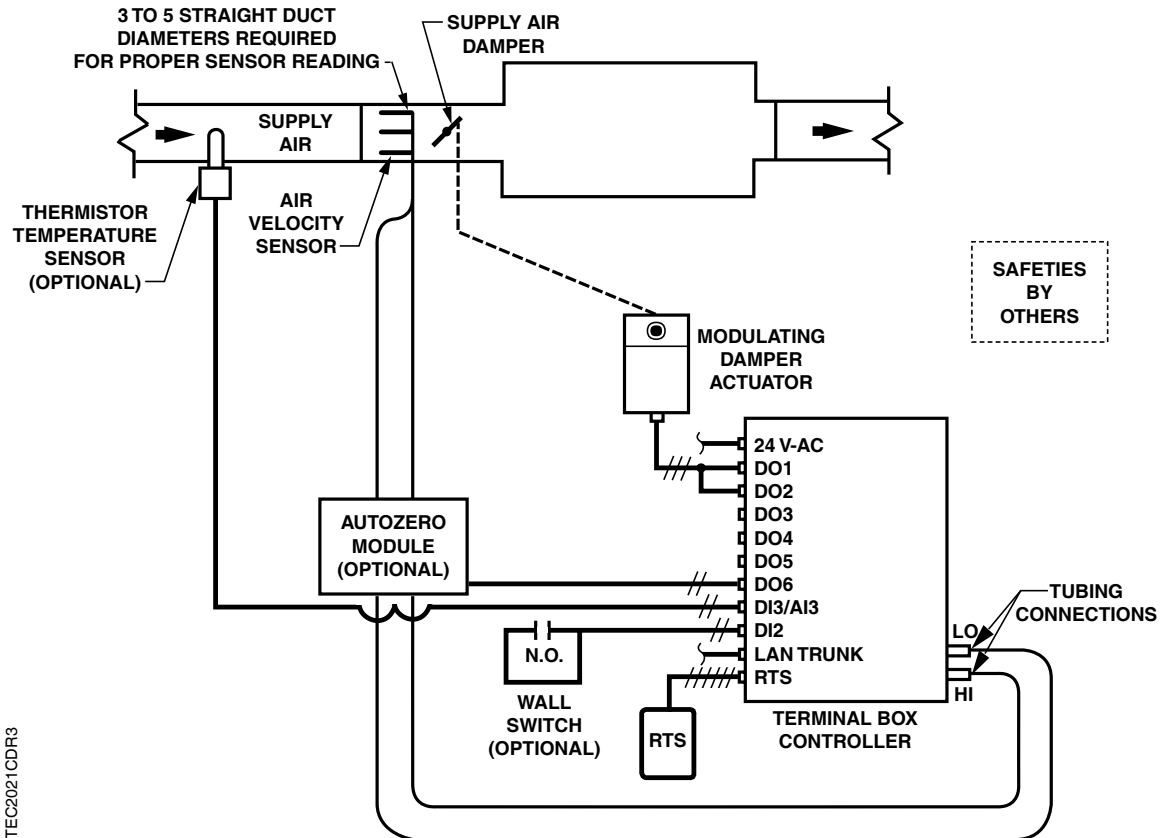 3 TO 5 STRAIGHT DUCT
DIAMETERS REQUIRED
FOR PROPER SENSOR READING
SUPPLY AIR
DAMPER
SUPPLY
AIR
THERMISTOR
TEMPERATURE
SENSOR
(OPTIONAL)
AIR
VELOCITY
SENSOR
SAFETIES
BY
OTHERS
MODULATING
DAMPER
ACTUATOR
24 V-AC
DO1
DO2
DO3
DO4
DO5
DO6
DI3/AI3
DI2
LAN TRUNK
RTS
AUTOZERO
MODULE
(OPTIONAL)
N.O.
WALL
SWITCH
(OPTIONAL)
RTS
LO
HI
TUBING
CONNECTIONS
TERMINAL BOX
CONTROLLER
TEC2021CDR3